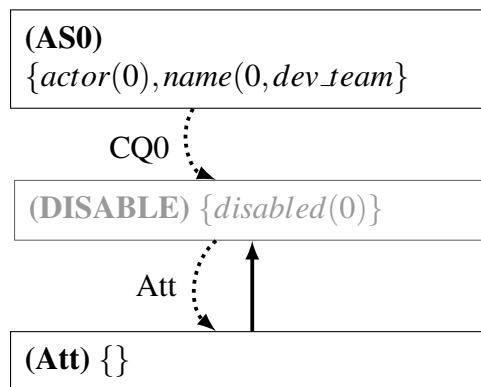 (AS0)
{actor(0),name(0,dev_team}
CQ0
(DISABLE) {disabled(0)}
Att
(Att) {}